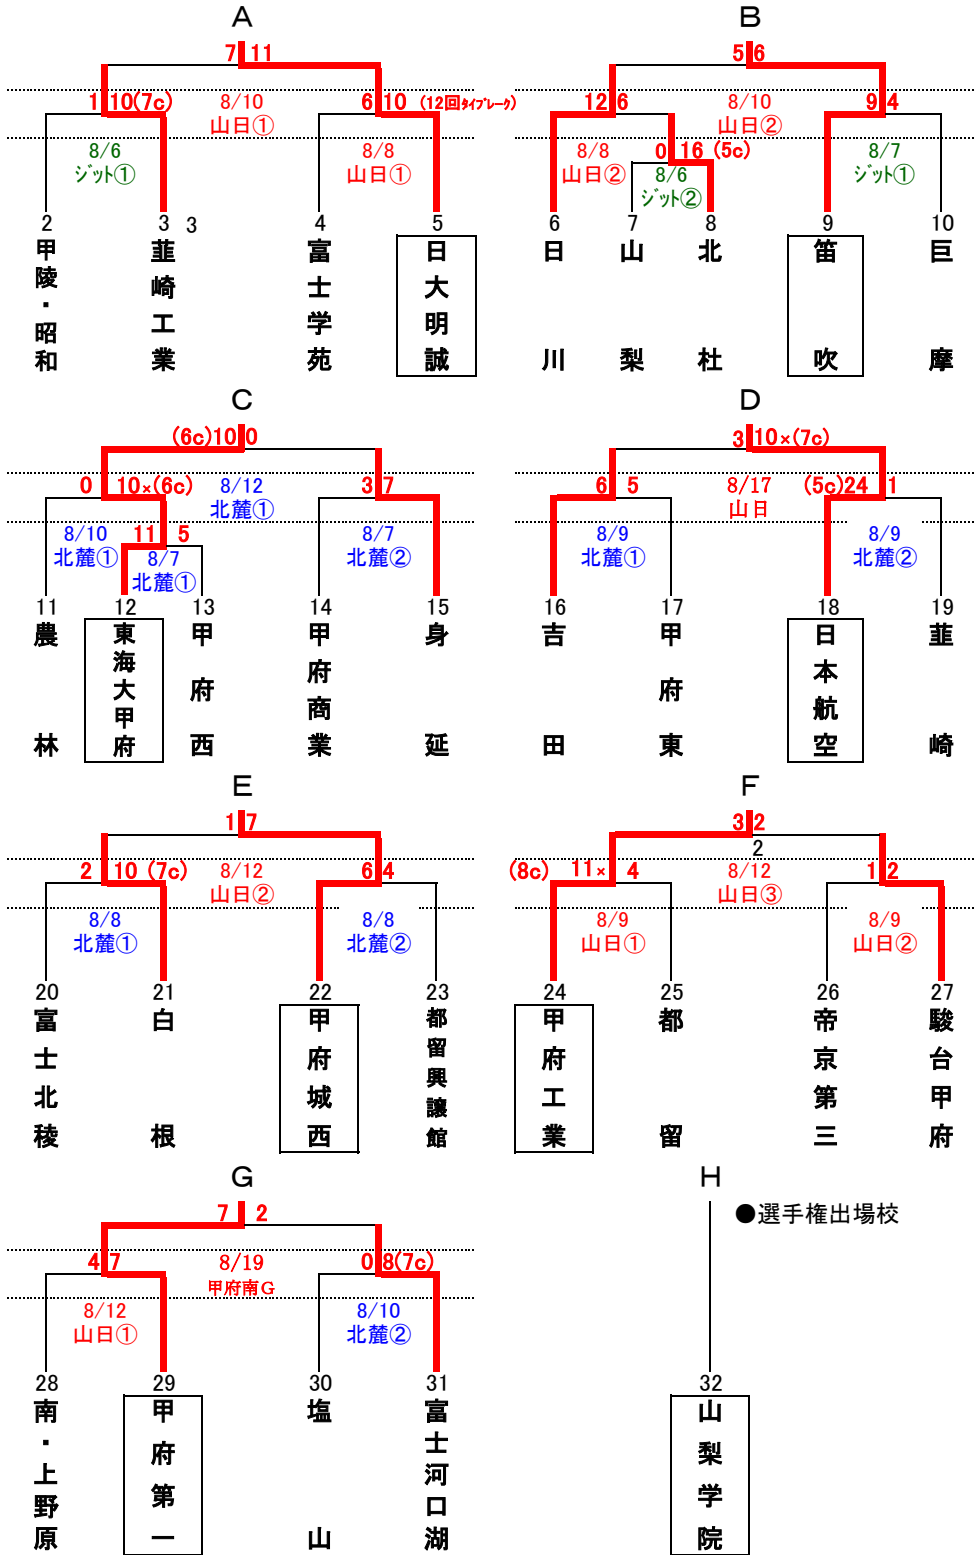 A
7 11
1 10(7c)
8/10
山日①
6 10 (12回ﾀｲﾌﾞﾚｰｸ)
8/6
ジット①
8/8
山日①
2 3 3 4 5
甲陵・昭和
韮崎工業
富士学苑
日大明誠
B
5 6
12 6
8/10
山日②
9 4
8/8
山日②
0 16 (5c)
8/6
ジット②
8/7
ジット①
6 7 8 9 10
日川
山梨
北杜
笛吹
巨摩
C
(6c)10 0
0 10×(6c)
8/12
北麓①
3 7
8/10
北麓①
11 5
8/7
北麓①
8/7
北麓②
11 12 13 14 15
農林
東海大甲府
甲府西
甲府商業
身延
D
3 10×(7c)
6 5
8/17
山日
(5c)24 1
8/9
北麓①
8/9
北麓②
16 17 18 19
吉田
甲府東
日本航空
韮崎
E
1 7
2 10 (7c)
8/12
山日②
6 4
8/8
北麓①
8/8
北麓②
20 21 22 23
富士北稜
白根
甲府城西
都留興譲館
F
3 2
2
(8c) 11× 4
8/12
山日③
1 2
8/9
山日①
8/9
山日②
24 25 26 27
甲府工業
都留
帝京第三
駿台甲府
G
7 2
4 7
8/19
甲府南G
0 8(7c)
8/12
山日①
8/10
北麓②
28 29 30 31
南・上野原
甲府第一
塩山
富士河口湖
H
●選手権出場校
32
山梨学院